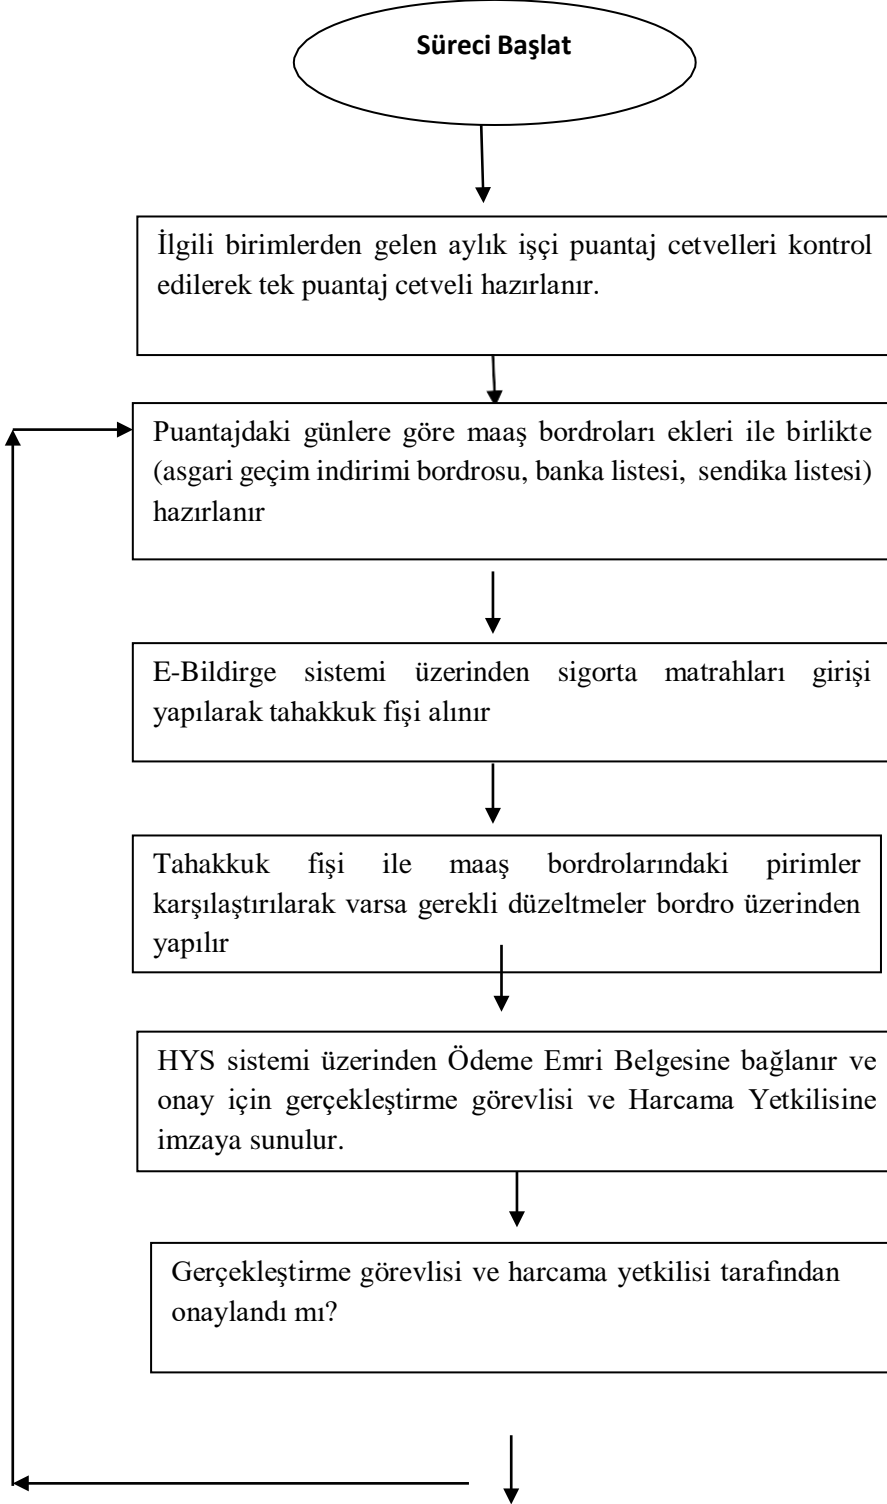 Süreci Başlat
İlgili birimlerden gelen aylık işçi puantaj cetvelleri kontrol
edilerek tek puantaj cetveli hazırlanır.
Puantajdaki günlere göre maaş bordroları ekleri ile birlikte
(asgari geçim indirimi bordrosu, banka listesi, sendika listesi)
hazırlanır
E-Bildirge sistemi üzerinden sigorta matrahları girişi
yapılarak tahakkuk fişi alınır
Tahakkuk fişi ile maaş bordrolarındaki pirimler
karşılaştırılarak varsa gerekli düzeltmeler bordro üzerinden
yapılır
HYS sistemi üzerinden Ödeme Emri Belgesine bağlanır ve
onay için gerçekleştirme görevlisi ve Harcama Yetkilisine
imzaya sunulur.
Gerçekleştirme görevlisi ve harcama yetkilisi tarafından
onaylandı mı?